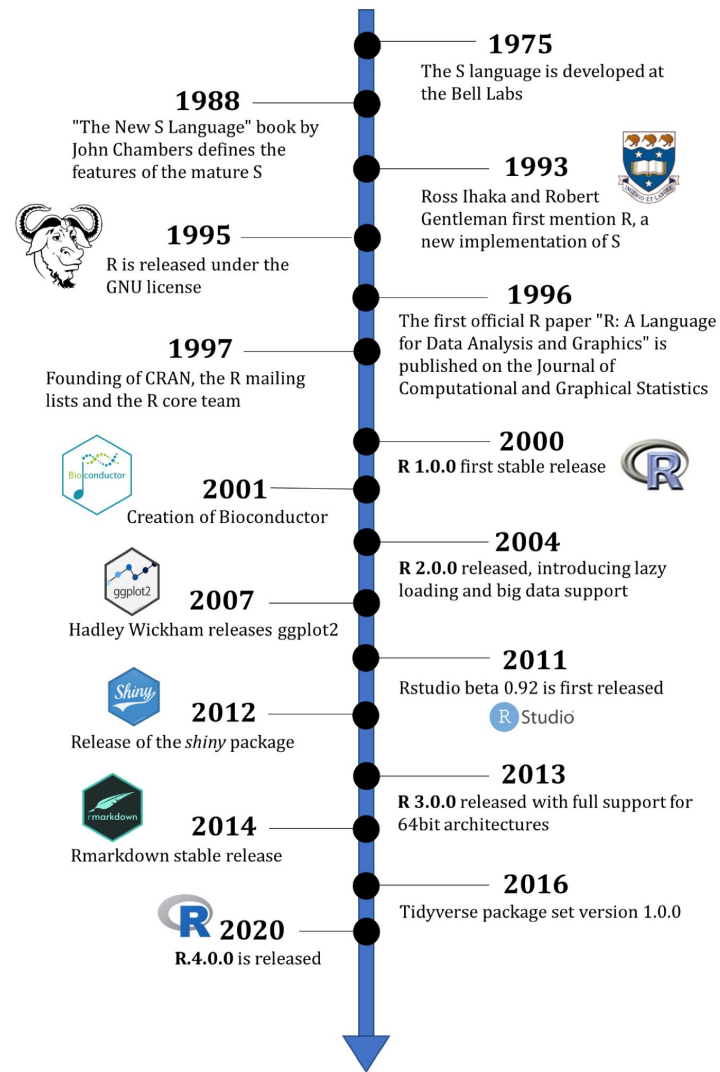 1975
The S language is developed at
the Bell Labs
1988
"The New S Language" book by
John Chambers defines the
features of the mature S
1993
INGENIO ET LABORE
Ross Ihaka and Robert
Gentleman first mention R, a
new implementation of S
1995
R is released under the
GNU license
1996
The first official R paper "R: A Language
for Data Analysis and Graphics" is
published on the Journal of
Computational and Graphical Statistics
1997
Founding of CRAN, the R mailing
lists and the R core team
2000
R 1.0.0 first stable release
R
Bioconductor
2001
Creation of Bioconductor
2004
R 2.0.0 released, introducing lazy
loading and big data support
ggplot2
2007
Hadley Wickham releases ggplot2
2011
Rstudio beta 0.92 is first released
R Studio
Shiny
2012
Release of the shiny package
2013
R 3.0.0 released with full support for
64bit architectures
rmarkdown
2014
Rmarkdown stable release
2016
Tidyverse package set version 1.0.0
R
2020
R.4.0.0 is released